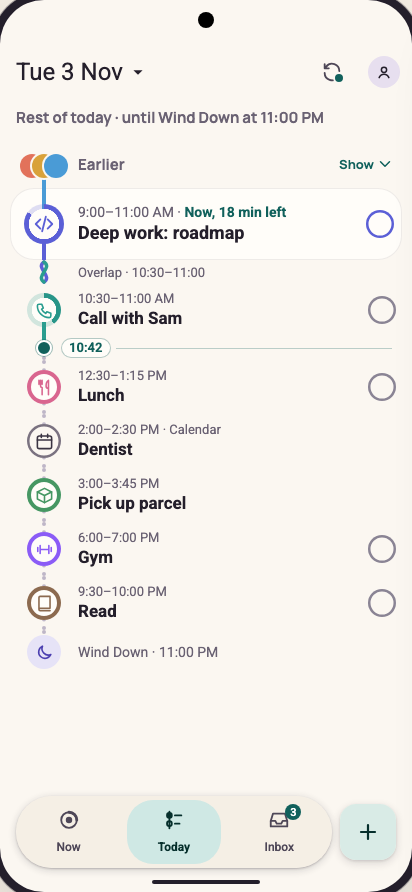 Tue 3 Nov
Rest of today · until Wind Down at 11:00 PM
Earlier
Show
9:00–11:00 AM · Now, 18 min left
Deep work: roadmap
Overlap · 10:30–11:00
10:30–11:00 AM
Call with Sam
10:42
12:30–1:15 PM
Lunch
2:00–2:30 PM · Calendar
Dentist
3:00–3:45 PM
Pick up parcel
6:00–7:00 PM
Gym
9:30–10:00 PM
Read
Wind Down · 11:00 PM
3
Now
Today
Inbox